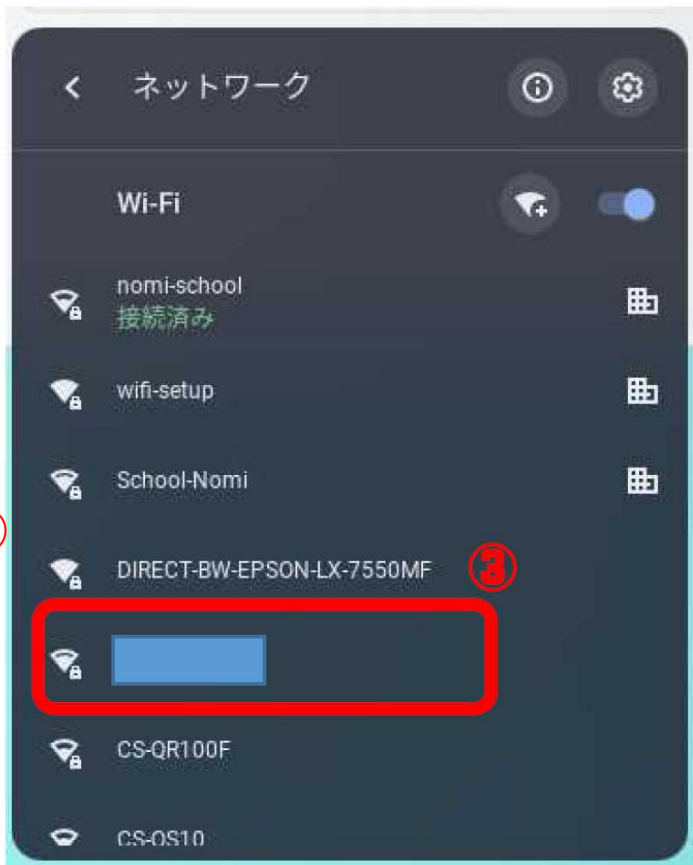 ネットワーク
Wi-Fi
nomi-school
接続済み
wifi-setup
School-Nomi
DIRECT-BW-EPSON-LX-7550MF
③
CS-QR100F
CS-QS10